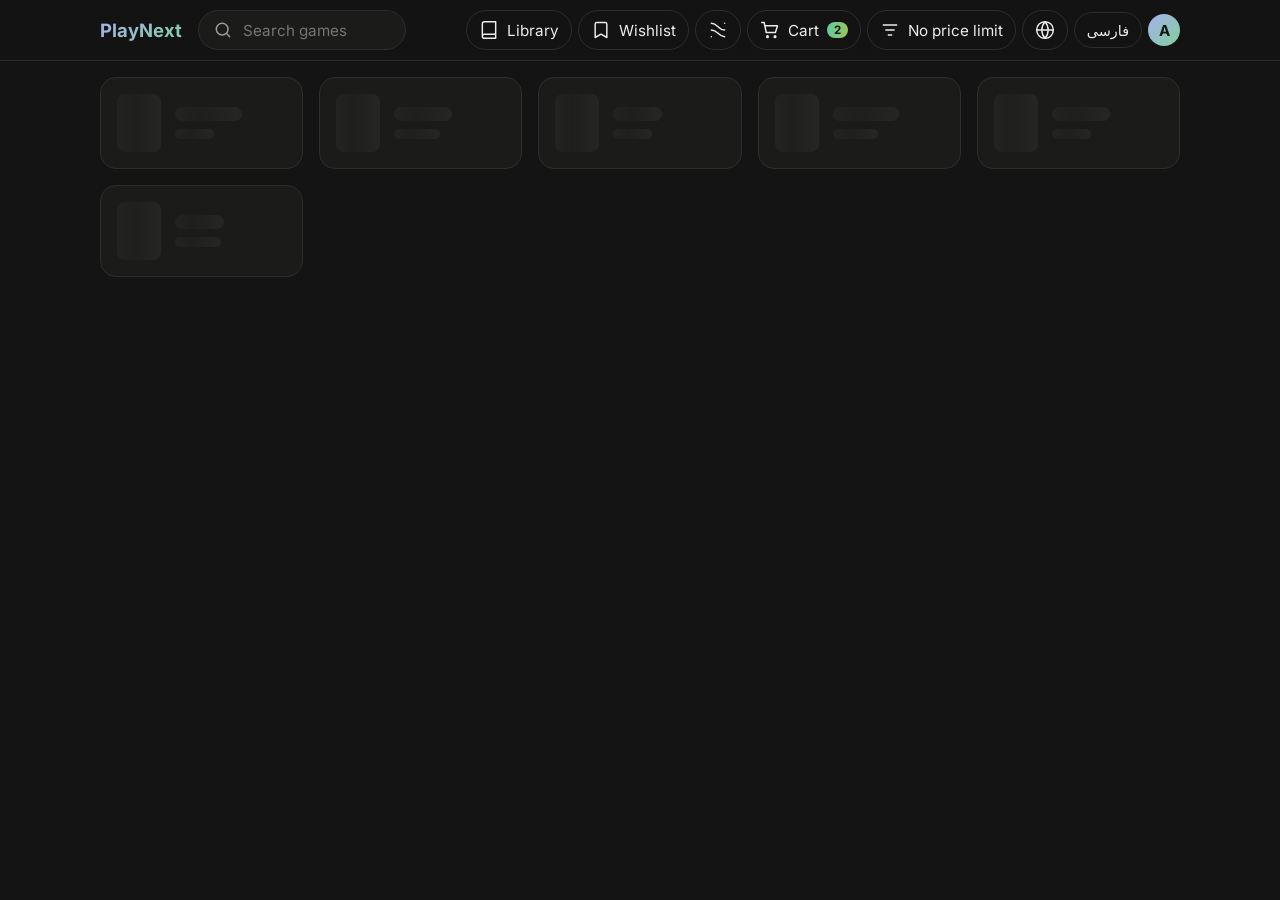 PlayNext
Search games
Library
Wishlist
Cart 2
No price limit
فارسی
A